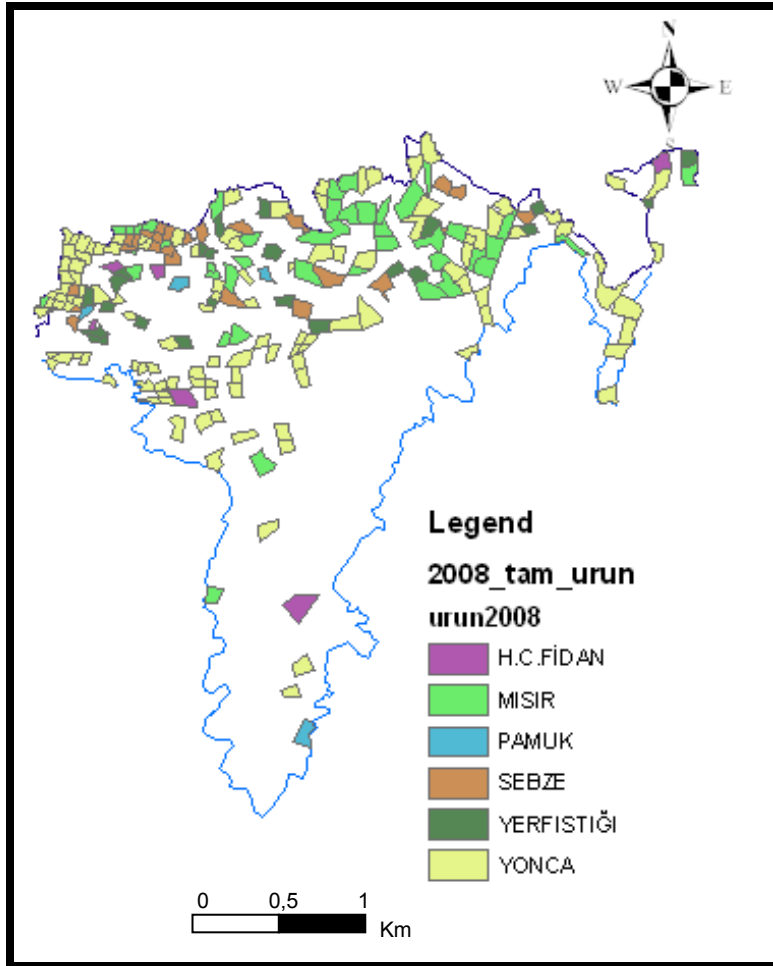 N
W E
S
Legend
2008_tam_urun
urun2008
H.C.FİDAN
MISIR
PAMUK
SEBZE
YERFISTIĞI
YONCA
0 0,5 1
Km